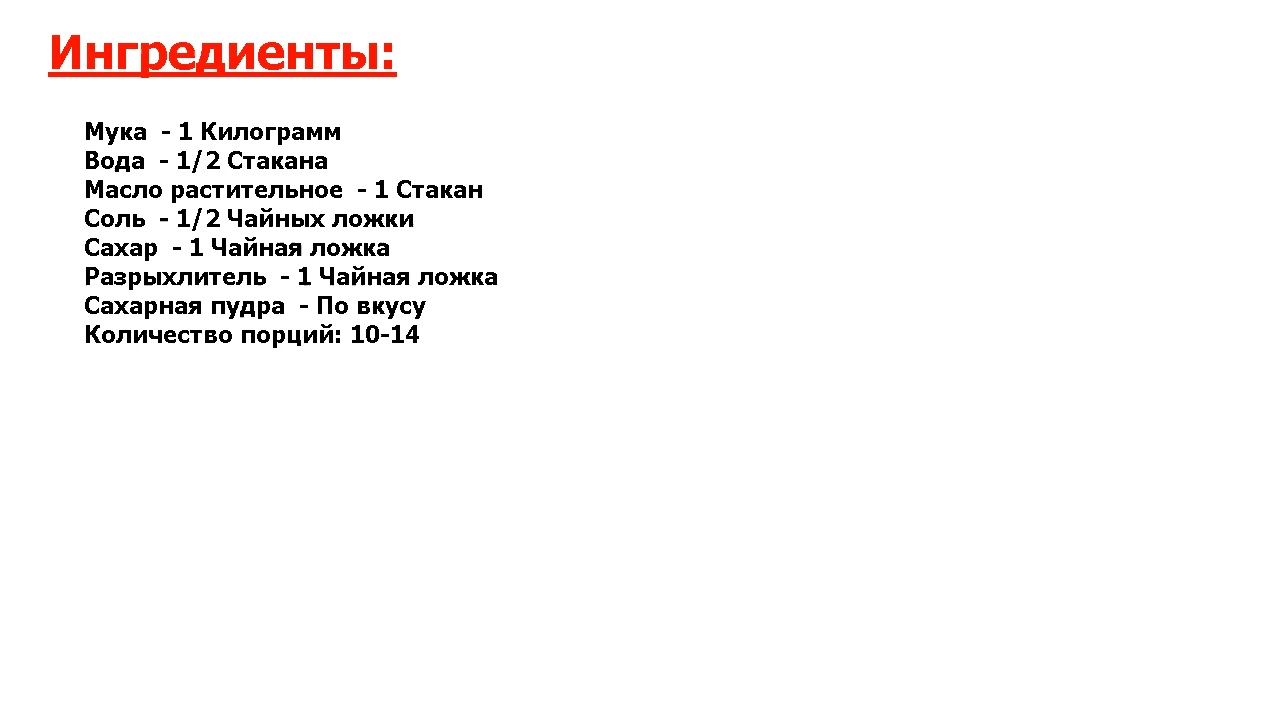 Ингредиенты:
Мука  - 1 Килограмм
Вода  - 1/2 Стакана
Масло растительное  - 1 Стакан
Соль  - 1/2 Чайных ложки
Сахар  - 1 Чайная ложка
Разрыхлитель  - 1 Чайная ложка
Сахарная пудра  - По вкусу
Количество порций: 10-14